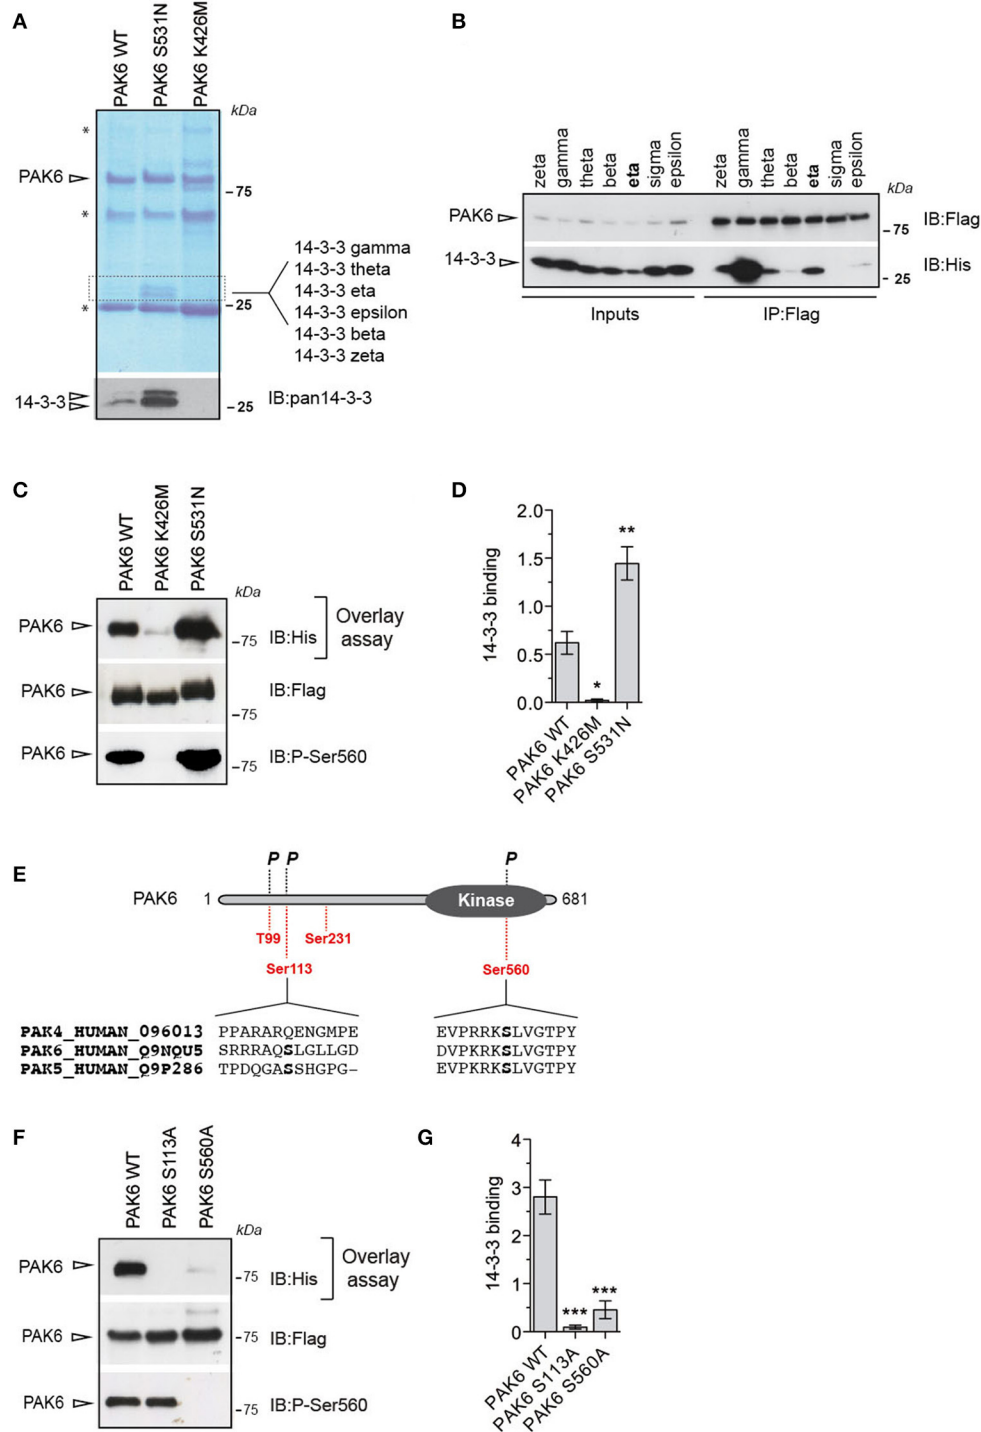 A
PAK6 WT
PAK6 S531N
PAK6 K426M
kDa
*
PAK6
- 75
*
14-3-3 gamma
14-3-3 theta
14-3-3 eta
14-3-3 epsilon
14-3-3 beta
14-3-3 zeta
*
- 25
14-3-3
- 25
IB:pan14-3-3
B
zeta
gamma
theta
beta
eta
sigma
epsilon
zeta
gamma
theta
beta
eta
sigma
epsilon
kDa
PAK6
- 75
IB:Flag
14-3-3
- 25
IB:His
Inputs
IP:Flag
C
PAK6 WT
PAK6 K426M
PAK6 S531N
kDa
PAK6
-75
IB:His
Overlay
assay
PAK6
-75
IB:Flag
PAK6
-75
IB:P-Ser560
D
14-3-3 binding
2.0
1.5
1.0
0.5
0.0
*
**
PAK6 WT
PAK6 K426M
PAK6 S531N
E
P P P
PAK6 1 Kinase 681
T99 Ser231
Ser113 Ser560
PAK4_HUMAN_O96013 PPARARQENGMPE EVPRRKSLVGTPY
PAK6_HUMAN_Q9NQU5 SRRRAQSLGLLGD DVPKRKSLVGTPY
PAK5_HUMAN_Q9P286 TPDQGASSHGPG- EVPKRKSLVGTPY
F
PAK6 WT
PAK6 S113A
PAK6 S560A
kDa
PAK6
-75
IB:His
Overlay
assay
PAK6
-75
IB:Flag
PAK6
-75
IB:P-Ser560
G
14-3-3 binding
4
3
2
1
0
***
***
PAK6 WT
PAK6 S113A
PAK6 S560A